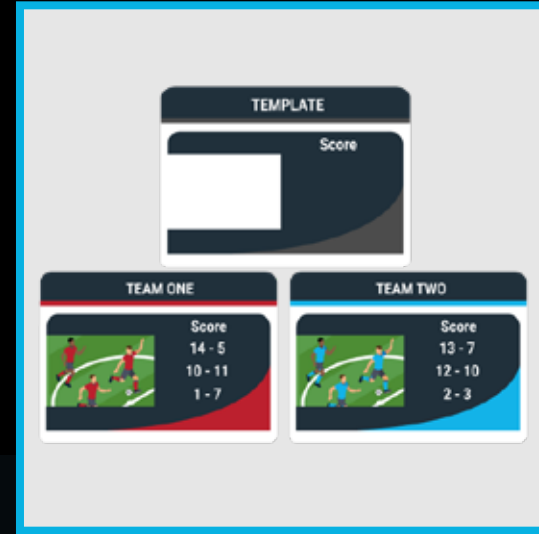 TEMPLATE
Score
TEAM ONE
Score
14 - 5
10 - 11
1 - 7
TEAM TWO
Score
13 - 7
12 - 10
2 - 3